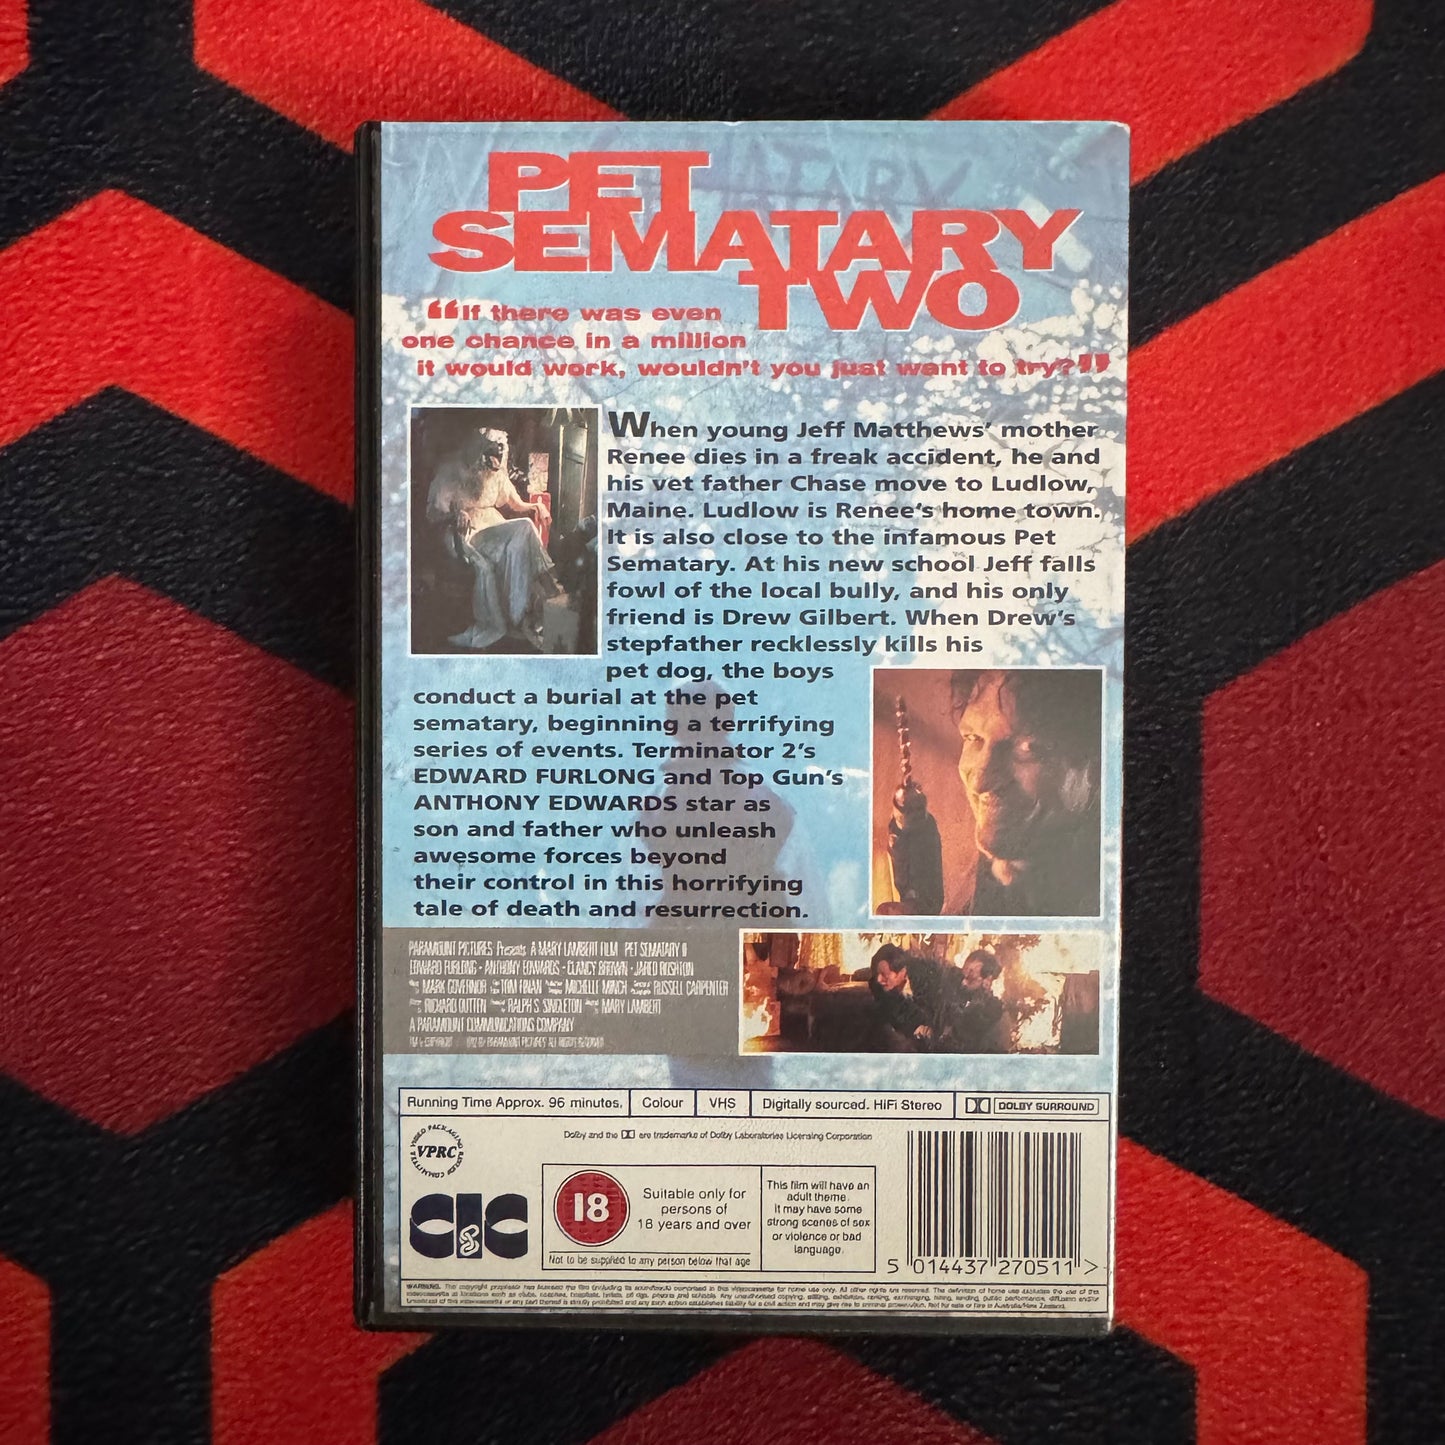 PET
SEMATARY
TWO
“If there was even
one chance in a million
it would work, wouldn't you just want to try?”
When young Jeff Matthews’ mother
Renee dies in a freak accident, he and
his vet father Chase move to Ludlow,
Maine. Ludlow is Renee's home town.
It is also close to the infamous Pet
Sematary. At his new school Jeff falls
fowl of the local bully, and his only
friend is Drew Gilbert. When Drew's
stepfather recklessly kills his
pet dog, the boys
conduct a burial at the pet
sematary, beginning a terrifying
series of events. Terminator 2's
EDWARD FURLONG and Top Gun's
ANTHONY EDWARDS star as
son and father who unleash
awesome forces beyond
their control in this horrifying
tale of death and resurrection.
PARAMOUNT PICTURES Presents A MARY LAMBERT FILM PET SEMATARY II
EDWARD FURLONG · ANTHONY EDWARDS · CLANCY BROWN · JARED RUSHTON
MARK GOVERNOR TOM FINAN MICHELLE MINCH RUSSELL CARPENTER
RICHARD OUTTEN RALPH S. SINGLETON MARY LAMBERT
A PARAMOUNT COMMUNICATIONS COMPANY
Running Time Approx. 96 minutes. Colour VHS Digitally sourced. HiFi Stereo DOLBY SURROUND
VIDEO PACKAGING REVIEW COMMITTEE
VPRC
Dolby and the are trademarks of Dolby Laboratories Licensing Corporation
CIC
18
Suitable only for
persons of
18 years and over
Not to be supplied to any person below that age
This film will have an
adult theme.
It may have some
strong scenes of sex
or violence or bad
language.
5 014437 270511 >